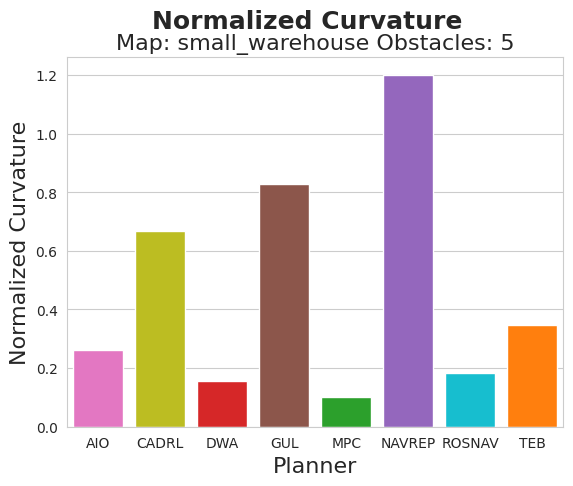 Normalized Curvature
Map: small_warehouse Obstacles: 5
Normalized Curvature
1.2
1.0
0.8
0.6
0.4
0.2
0.0
AIO CADRL DWA GUL MPC NAVREP ROSNAV TEB
Planner